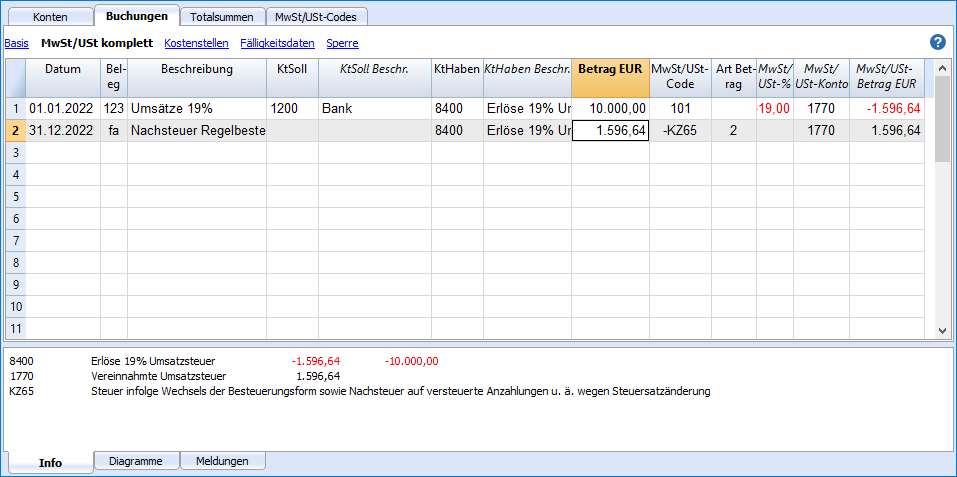 Konten Buchungen Totalsummen MwSt/USt-Codes
Basis MwSt/USt komplett Kostenstellen Fälligkeitsdaten Sperre ?
Datum Bel-eg Beschreibung KtSoll KtSoll Beschr. KtHaben KtHaben Beschr. Betrag EUR MwSt/USt-Code Art Bet-rag MwSt/USt-% MwSt/USt-Konto MwSt/USt-Betrag EUR
1 01.01.2022 123 Umsätze 19% 1200 Bank 8400 Erlöse 19% Um 10.000,00 101 -19,00 1770 -1.596,64
2 31.12.2022 fa Nachsteuer Regelbeste 8400 Erlöse 19% Um 1.596,64 -KZ65 2 1770 1.596,64
3
4
5
6
7
8
9
10
11
8400 Erlöse 19% Umsatzsteuer -1.596,64 -10.000,00
1770 Vereinnahmte Umsatzsteuer 1.596,64
KZ65 Steuer infolge Wechsels der Besteuerungsform sowie Nachsteuer auf versteuerte Anzahlungen u. ä. wegen Steuersatzänderung
Info Diagramme Meldungen